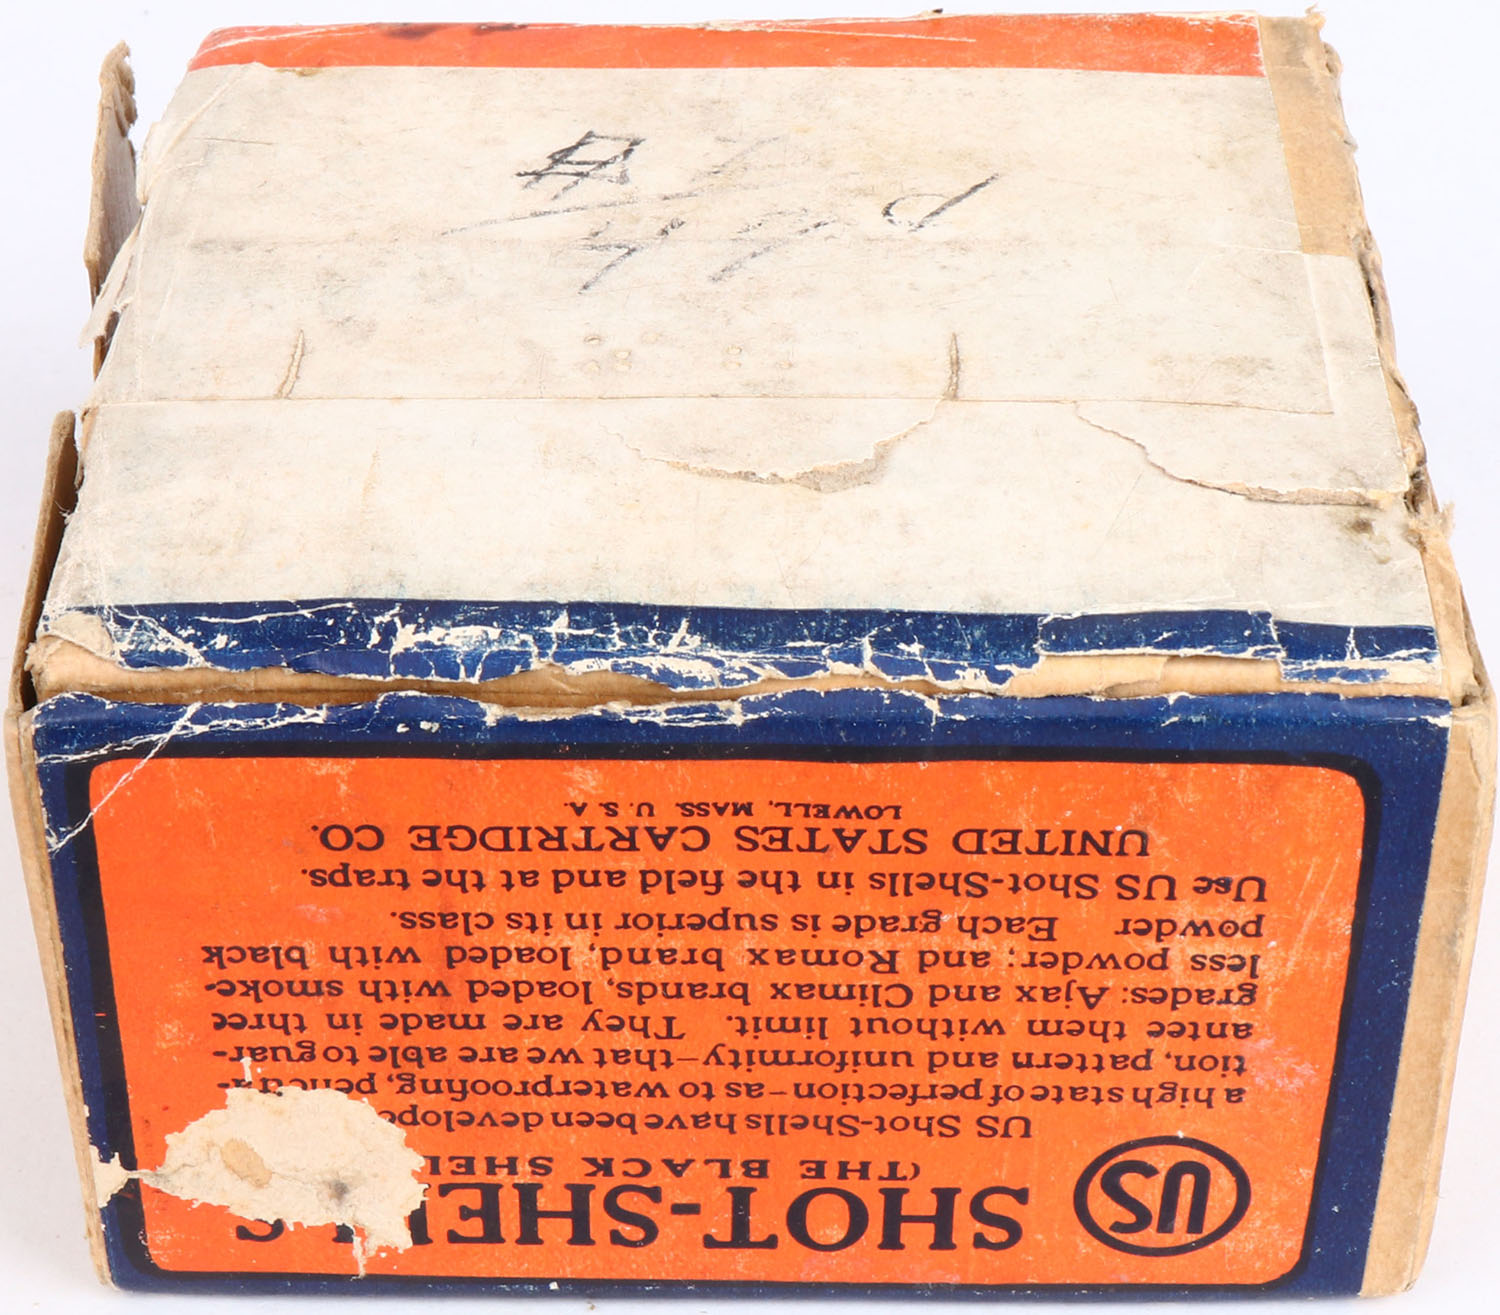 US SHOT-SHELLS
(THE BLACK SHEL
US Shot-Shells have been develope
a high state of perfection—as to waterproofing, penetra-
tion, pattern and uniformity—that we are able to guar-
antee them without limit. They are made in three
grades: Ajax and Climax brands, loaded with smoke-
less powder; and Romax brand, loaded with black
powder Each grade is superior in its class.
Use US Shot-Shells in the field and at the traps.
UNITED STATES CARTRIDGE CO.
LOWELL, MASS. U. S. A.